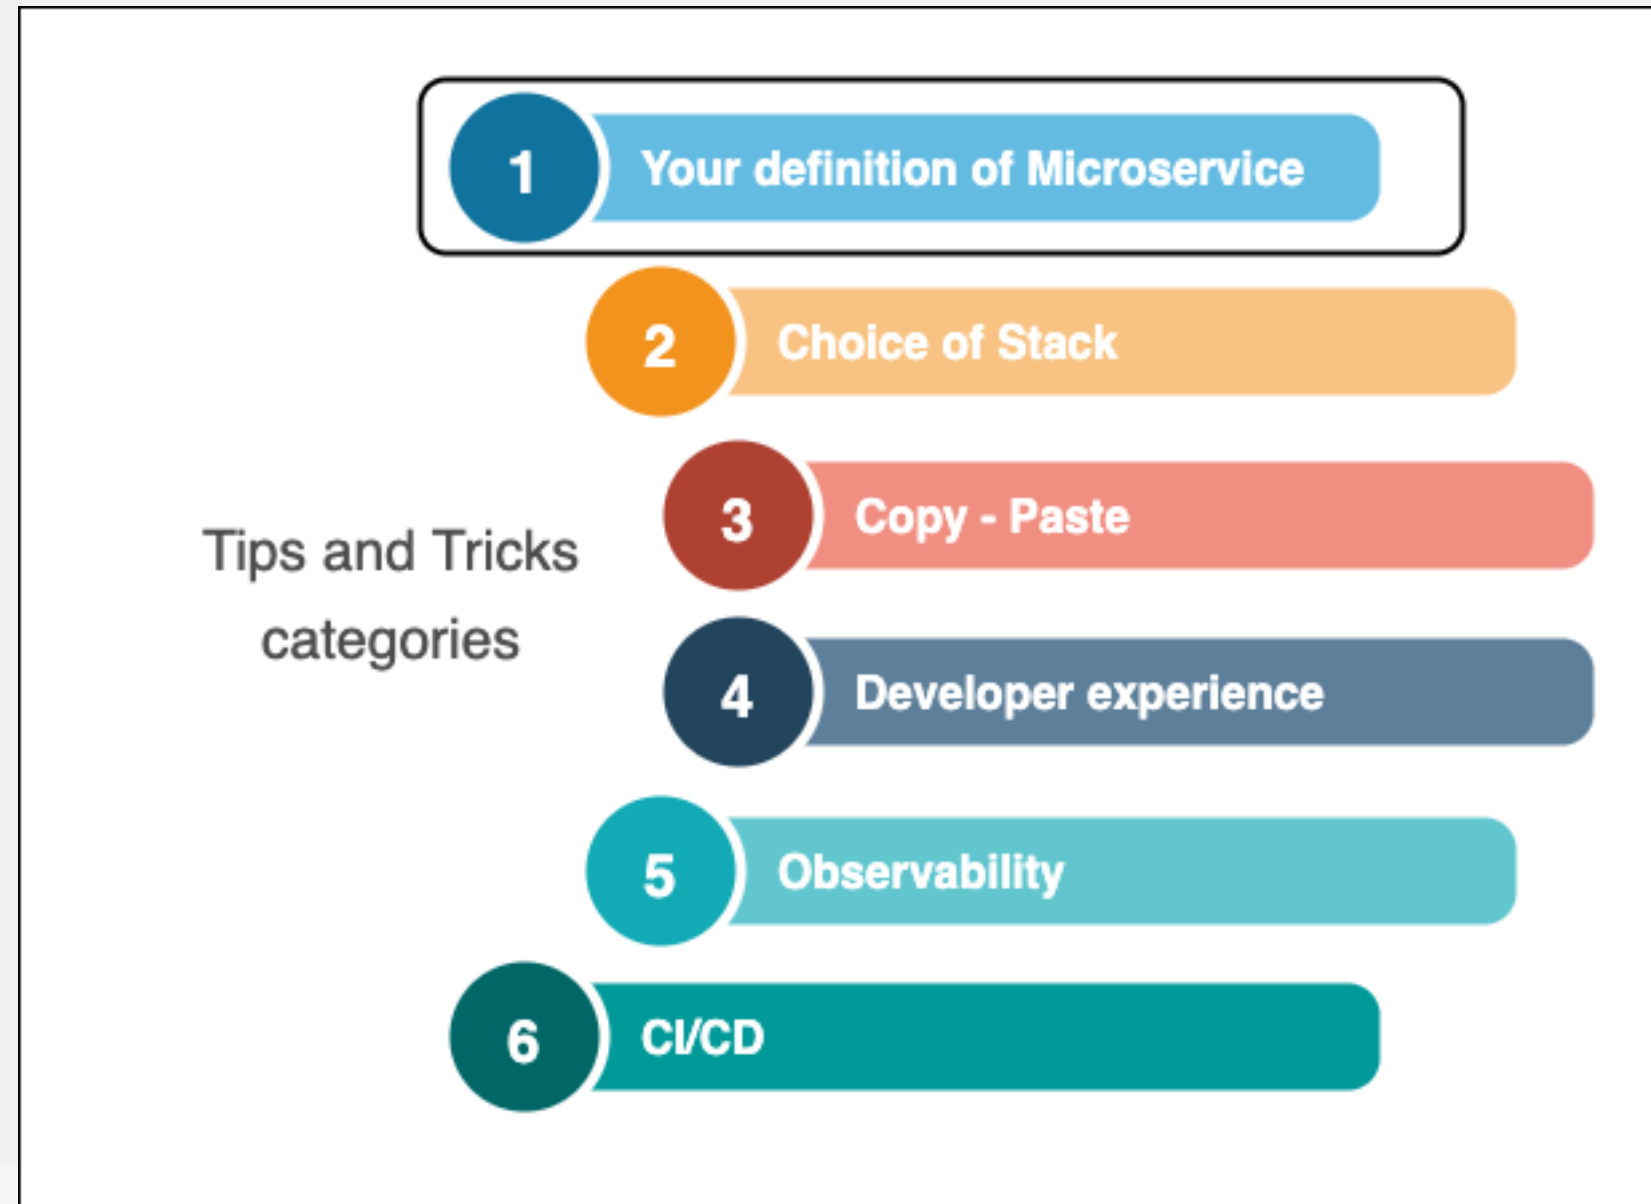 1 Your definition of Microservice
2 Choice of Stack
3 Copy - Paste
Tips and Tricks
categories
4 Developer experience
5 Observability
6 CI/CD